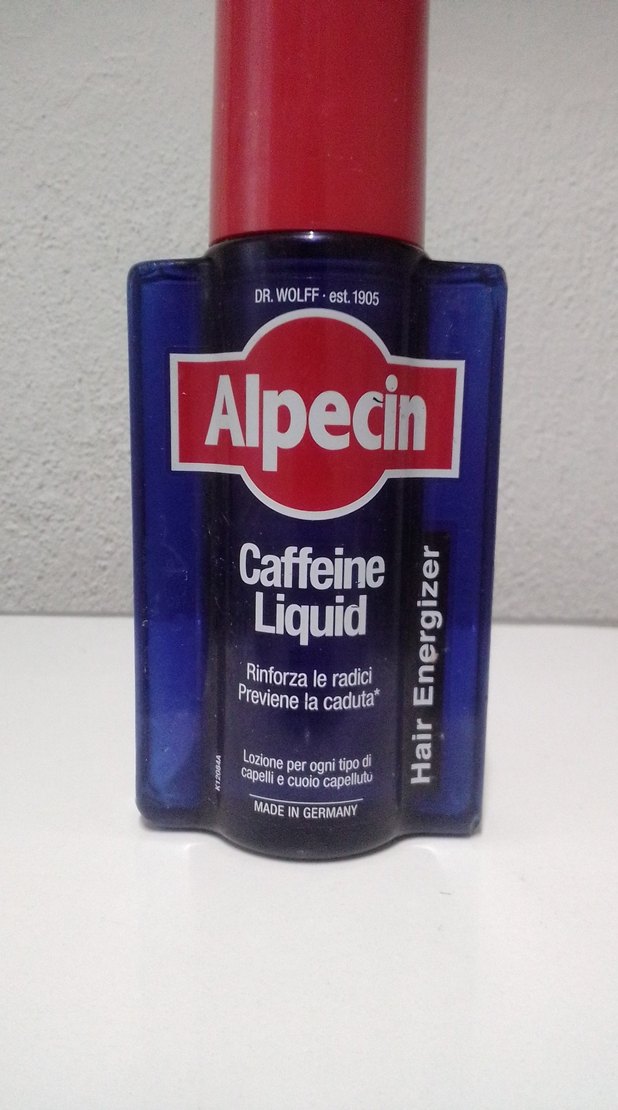 DR. WOLFF · est. 1905
Alpecin
Caffeine
Liquid
Rinforza le radici
Previene la caduta*
Lozione per ogni tipo di
capelli e cuoio capelluto
MADE IN GERMANY
Hair Energizer
K12084A